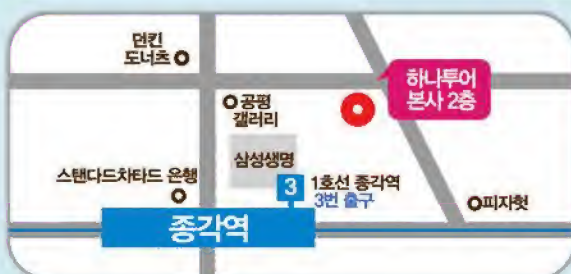 던킨
도너츠
하나투어
본사 2층
공평
갤러리
삼성생명
스탠다드차타드 은행
3
1호선 종각역
3번 출구
피자헛
종각역